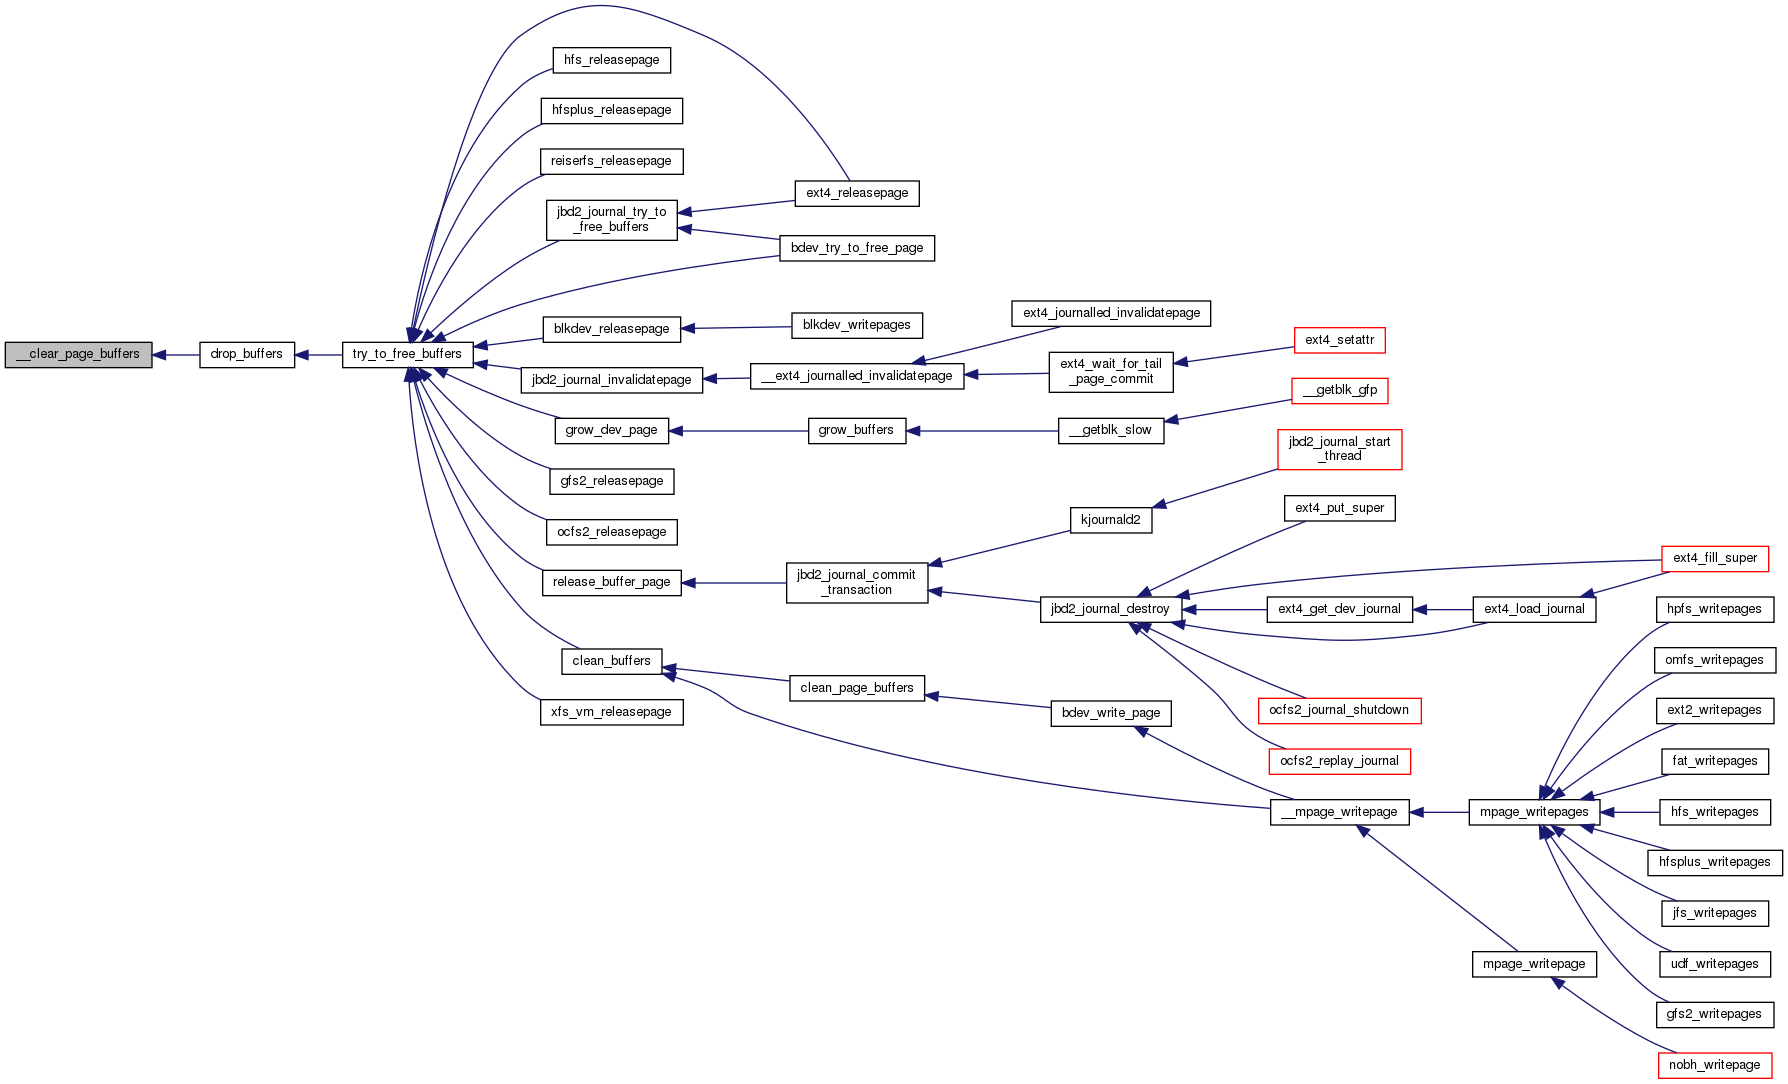 __clear_page_buffers
drop_buffers
try_to_free_buffers
hfs_releasepage
hfsplus_releasepage
reiserfs_releasepage
jbd2_journal_try_to
_free_buffers
ext4_releasepage
bdev_try_to_free_page
blkdev_releasepage
blkdev_writepages
jbd2_journal_invalidatepage
__ext4_journalled_invalidatepage
ext4_journalled_invalidatepage
ext4_wait_for_tail
_page_commit
ext4_setattr
grow_dev_page
grow_buffers
__getblk_slow
__getblk_gfp
gfs2_releasepage
ocfs2_releasepage
release_buffer_page
jbd2_journal_commit
_transaction
kjournald2
jbd2_journal_start
_thread
jbd2_journal_destroy
ext4_put_super
ext4_get_dev_journal
ext4_load_journal
ext4_fill_super
ocfs2_journal_shutdown
ocfs2_replay_journal
clean_buffers
clean_page_buffers
bdev_write_page
xfs_vm_releasepage
__mpage_writepage
mpage_writepages
hpfs_writepages
omfs_writepages
ext2_writepages
fat_writepages
hfs_writepages
hfsplus_writepages
jfs_writepages
udf_writepages
gfs2_writepages
mpage_writepage
nobh_writepage